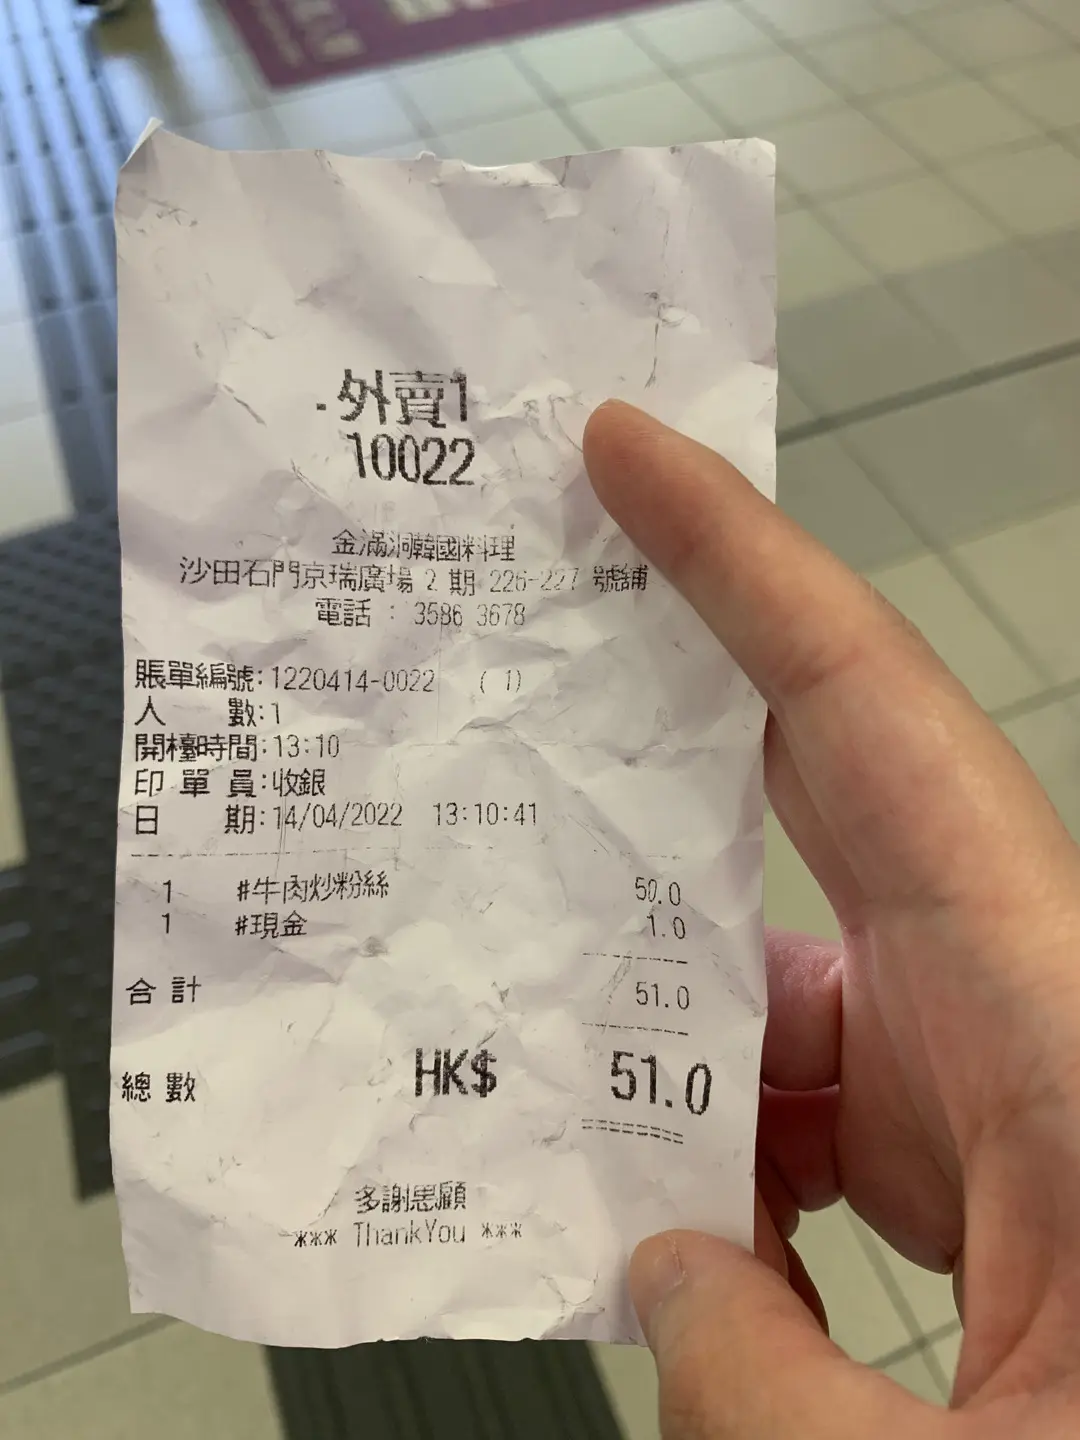 外賣1
10022
金滿洞韓國料理
沙田石門京瑞廣場 2 期 226-227 號舖
電話 : 3586 3678
賬單編號:1220414-0022 ( 1)
人 數:1
開檯時間:13:10
印 單 員:收銀
日 期:14/04/2022 13:10:41
1 #牛肉炒粉絲 50.0
1 #現金 1.0
合 計 51.0
總 數 HK$ 51.0
多謝恩顧
*** ThankYou ***